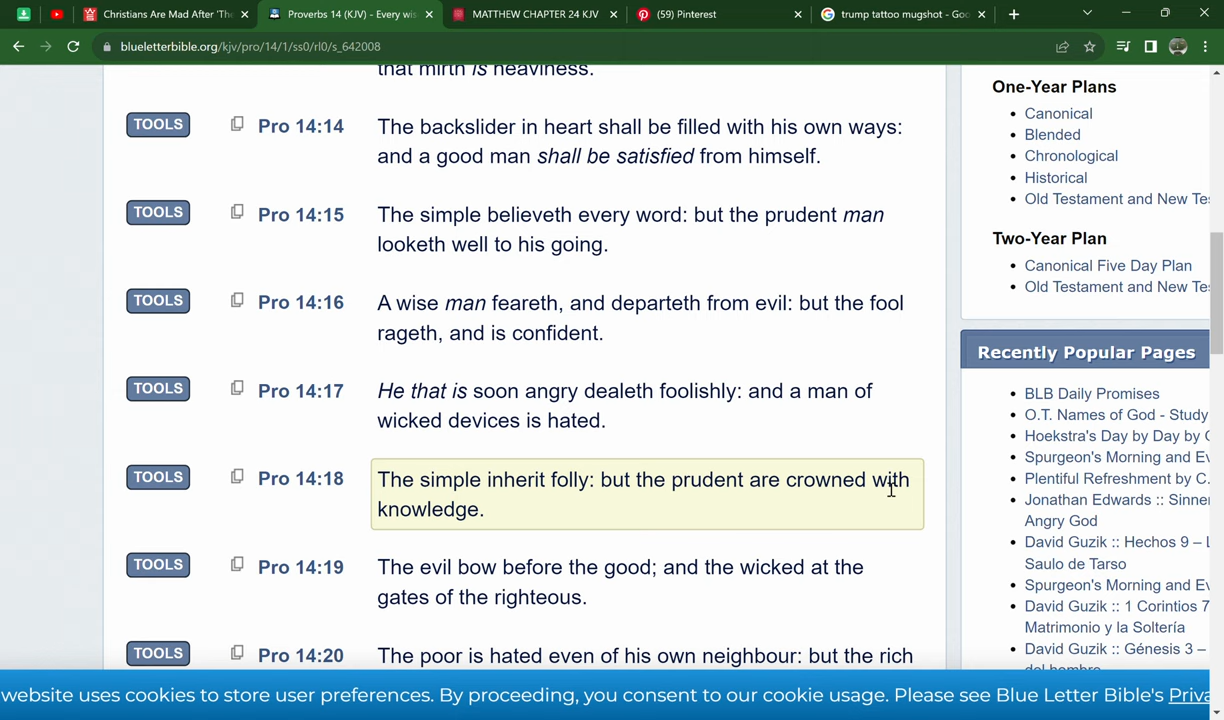 Christians Are Mad After 'The
Proverbs 14 (KJV) - Every wis
MATTHEW CHAPTER 24 KJV
(59) Pinterest
trump tattoo mugshot - Goo
blueletterbible.org/kjv/pro/14/1/ss0/rl0/s_642008
that mirth is heaviness.
TOOLS
Pro 14:14
The backslider in heart shall be filled with his own ways:
and a good man shall be satisfied from himself.
TOOLS
Pro 14:15
The simple believeth every word: but the prudent man
looketh well to his going.
TOOLS
Pro 14:16
A wise man feareth, and departeth from evil: but the fool
rageth, and is confident.
TOOLS
Pro 14:17
He that is soon angry dealeth foolishly: and a man of
wicked devices is hated.
TOOLS
Pro 14:18
The simple inherit folly: but the prudent are crowned with
knowledge.
TOOLS
Pro 14:19
The evil bow before the good; and the wicked at the
gates of the righteous.
TOOLS
Pro 14:20
The poor is hated even of his own neighbour: but the rich
One-Year Plans
Canonical
Blended
Chronological
Historical
Old Testament and New Te
Two-Year Plan
Canonical Five Day Plan
Old Testament and New Te
Recently Popular Pages
BLB Daily Promises
O.T. Names of God - Study
Hoekstra's Day by Day by
Spurgeon's Morning and Ev
Plentiful Refreshment by C.
Jonathan Edwards :: Sinner
Angry God
David Guzik :: Hechos 9 –
Saulo de Tarso
Spurgeon's Morning and Ev
David Guzik :: 1 Corintios 7
Matrimonio y la Soltería
David Guzik :: Génesis 3 –
del hombre
website uses cookies to store user preferences. By proceeding, you consent to our cookie usage. Please see Blue Letter Bible's Priva